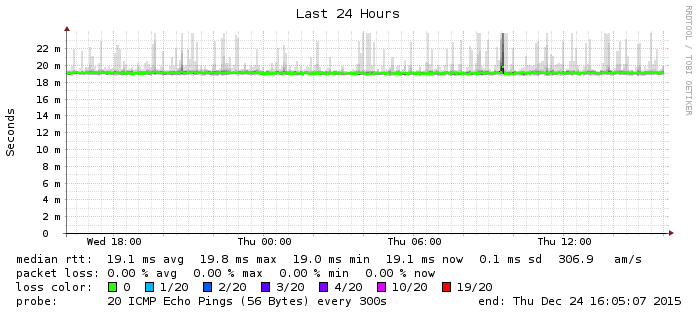 Last 24 Hours
RRDTOOL / TOBI OETIKER
Seconds
22 m
20 m
18 m
16 m
14 m
12 m
10 m
8 m
6 m
4 m
2 m
0
Wed 18:00 Thu 00:00 Thu 06:00 Thu 12:00
median rtt: 19.1 ms avg 19.8 ms max 19.0 ms min 19.1 ms now 0.1 ms sd 306.9 am/s
packet loss: 0.00 % avg 0.00 % max 0.00 % min 0.00 % now
loss color: 0 1/20 2/20 3/20 4/20 10/20 19/20
probe: 20 ICMP Echo Pings (56 Bytes) every 300s end: Thu Dec 24 16:05:07 2015